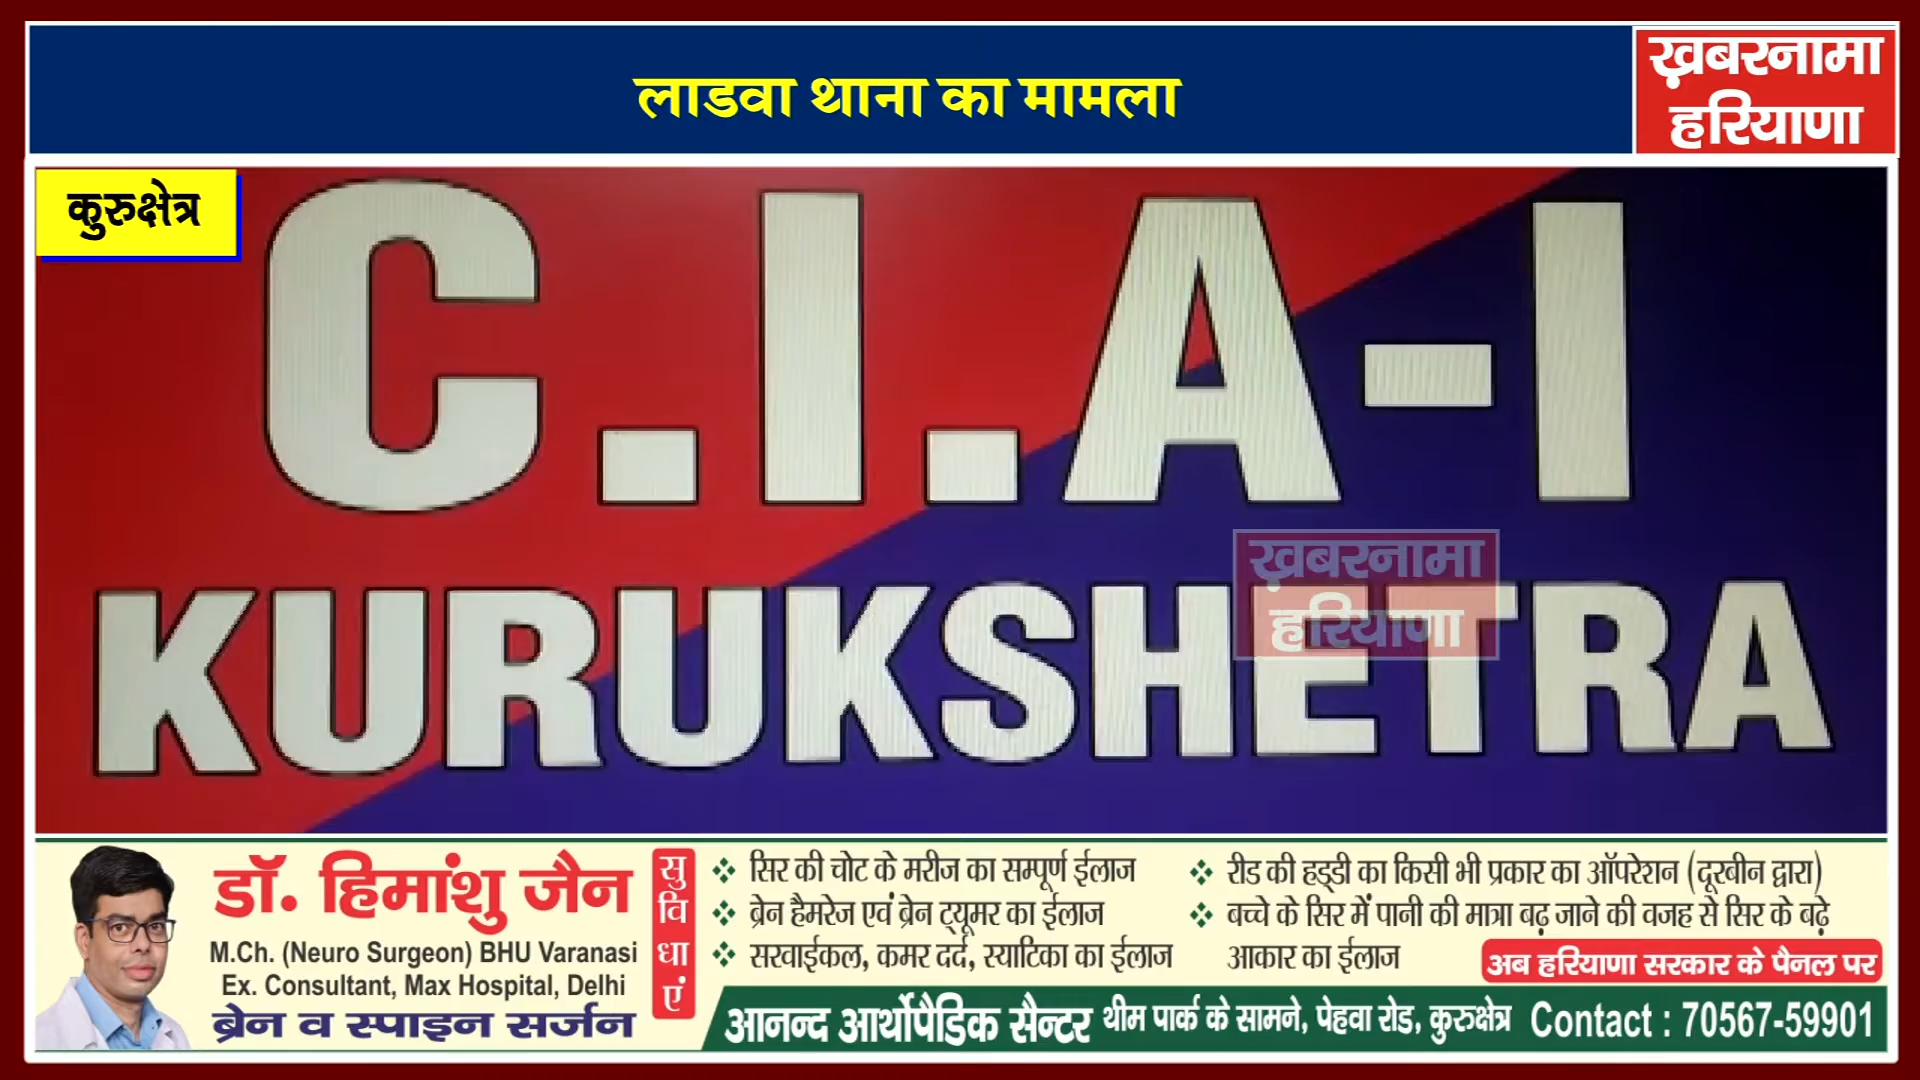 लाडवा थाना का मामला
ख़बरनामा
हरियाणा
कुरुक्षेत्र
C.I.A-I
KURUKSHETRA
ख़बरनामा
हरियाणा
डॉ. हिमांशु जैन
M.Ch. (Neuro Surgeon) BHU Varanasi
Ex. Consultant, Max Hospital, Delhi
ब्रेन व स्पाइन सर्जन
सुविधाएं
सिर की चोट के मरीज का सम्पूर्ण ईलाज
ब्रेन हैमरेज एवं ब्रेन ट्यूमर का ईलाज
सरवाईकल, कमर दर्द, स्याटिका का ईलाज
रीड की हड्डी का किसी भी प्रकार का ऑपरेशन (दूरबीन द्वारा)
बच्चे के सिर में पानी की मात्रा बढ़ जाने की वजह से सिर के बढ़े
आकार का ईलाज
अब हरियाणा सरकार के पैनल पर
आनन्द आर्थोपैडिक सैन्टर थीम पार्क के सामने, पेहवा रोड, कुरुक्षेत्र Contact : 70567-59901